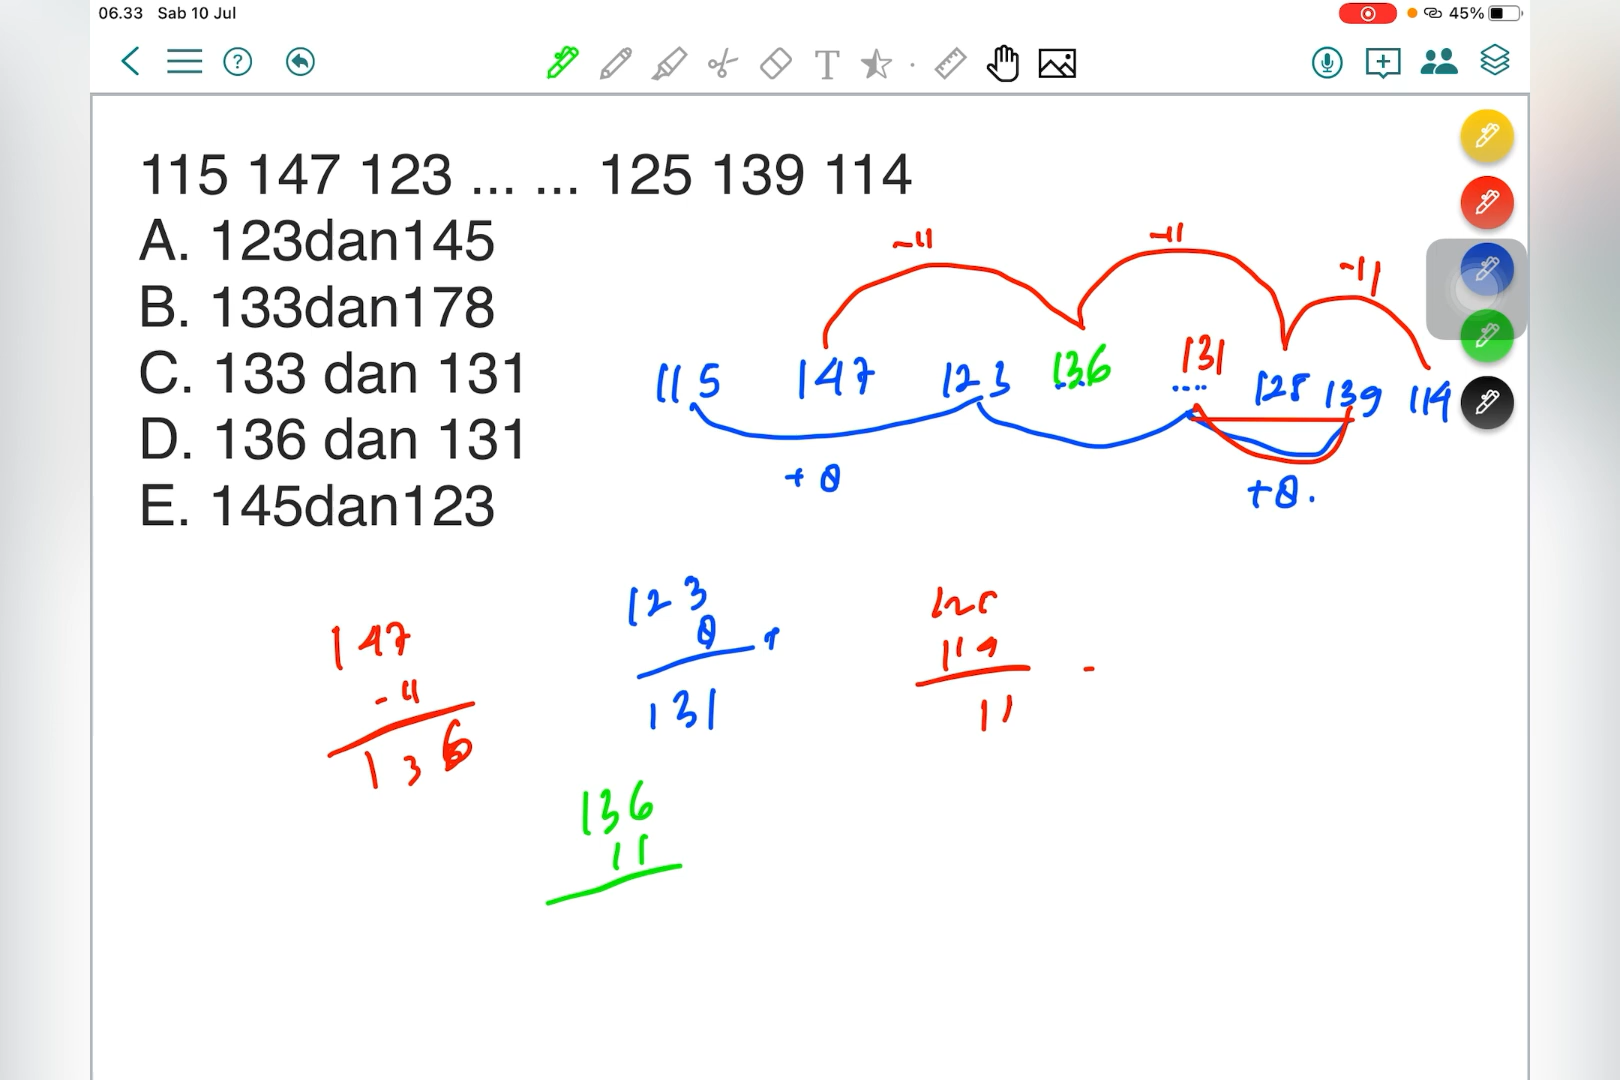 06.33 Sab 10 Jul
45%
115 147 123 ... ... 125 139 114
A. 123dan145
B. 133dan178
C. 133 dan 131
D. 136 dan 131
E. 145dan123
-11 -11 -11
115 147 123 136 131 125 139 114
+8 +8.
147
-11
136
123
8 +
131
125
114 -
11
136
11